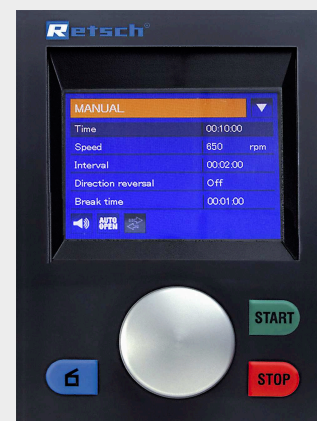 Retsch®
MANUAL
Time 00:10:00
Speed 650 rpm
Interval 00:02:00
Direction reversal Off
Break time 00:01:00
AUTO
OPEN
START
STOP